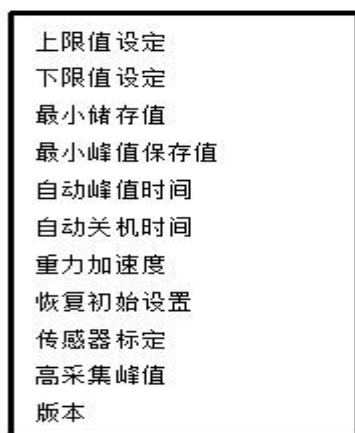 上限值设定
下限值设定
最小储存值
最小峰值保存值
自动峰值时间
自动关机时间
重力加速度
恢复初始设置
传感器标定
高采集峰值
版本